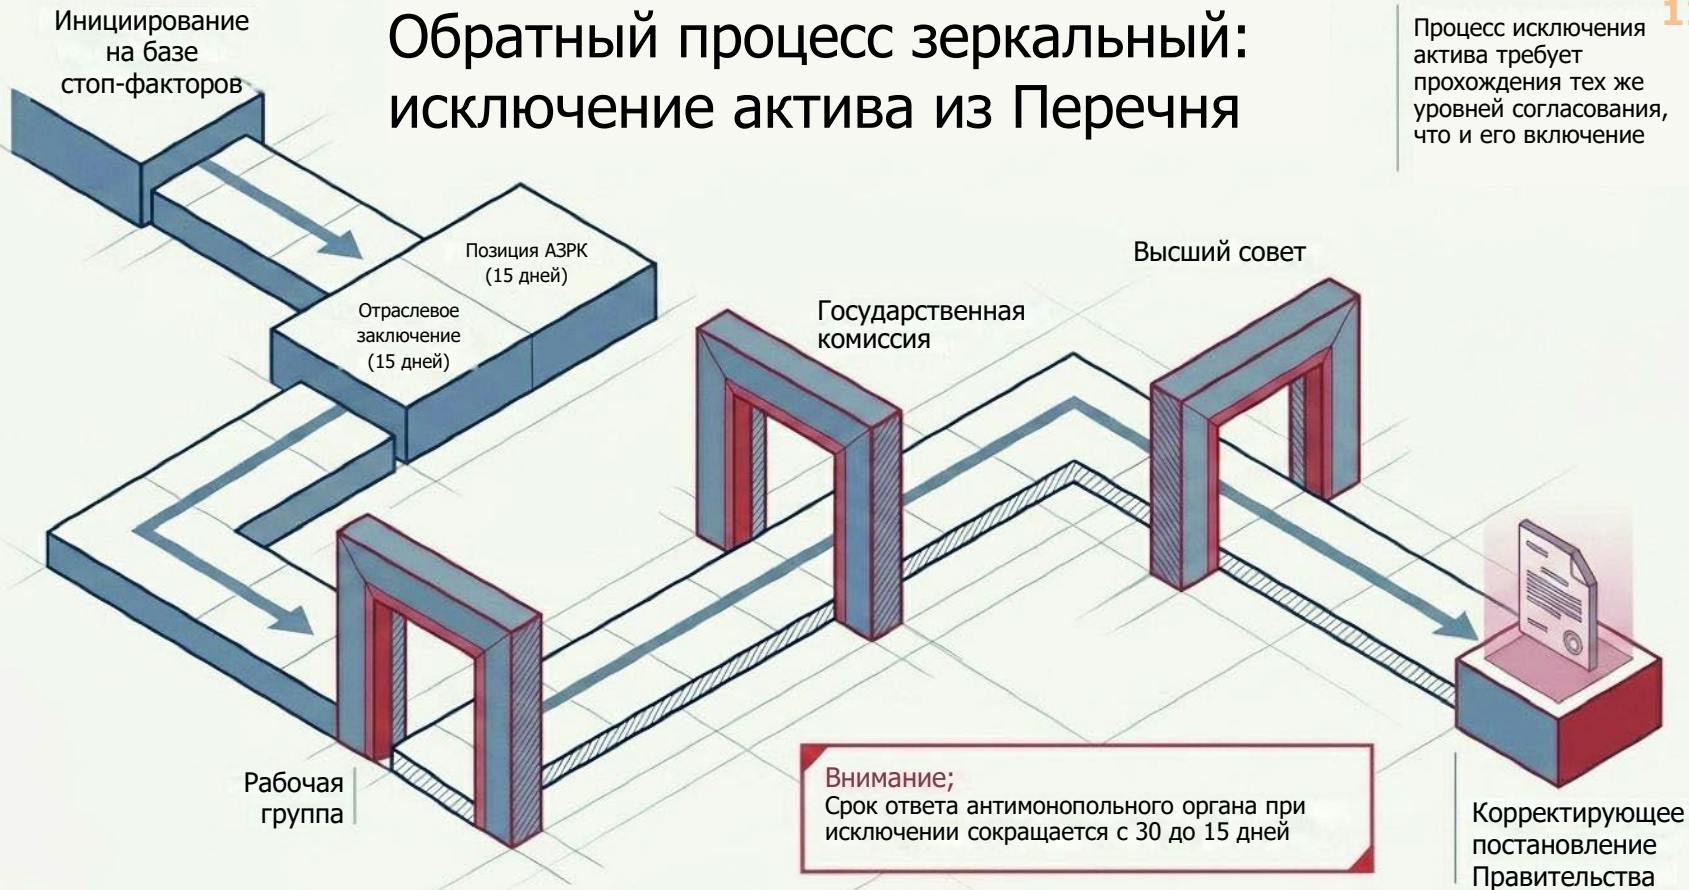 Инициирование
на базе
стоп-факторов
Обратный процесс зеркальный:
исключение актива из Перечня
Процесс исключения
актива требует
прохождения тех же
уровней согласования,
что и его включение
Позиция АЗРК
(15 дней)
Отраслевое
заключение
(15 дней)
Высший совет
Государственная
комиссия
Рабочая
группа
Внимание;
Срок ответа антимонопольного органа при
исключении сокращается с 30 до 15 дней
Корректирующее
постановление
Правительства